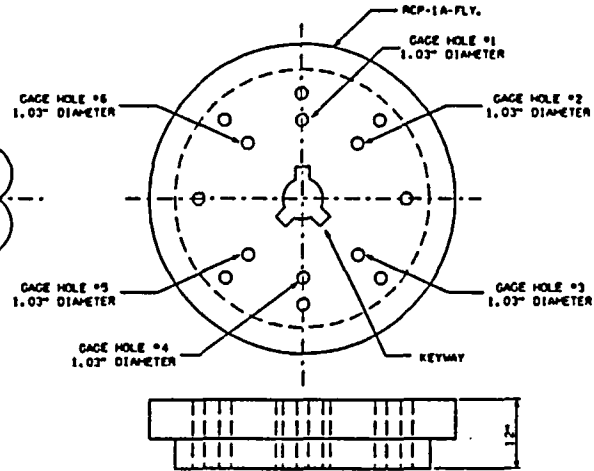 RCP-1A-FLY.
GAGE HOLE #1
1.03" DIAMETER
GAGE HOLE #6
1.03" DIAMETER
GAGE HOLE #2
1.03" DIAMETER
GAGE HOLE #5
1.03" DIAMETER
GAGE HOLE #3
1.03" DIAMETER
GAGE HOLE #4
1.03" DIAMETER
KEYWAY
12"